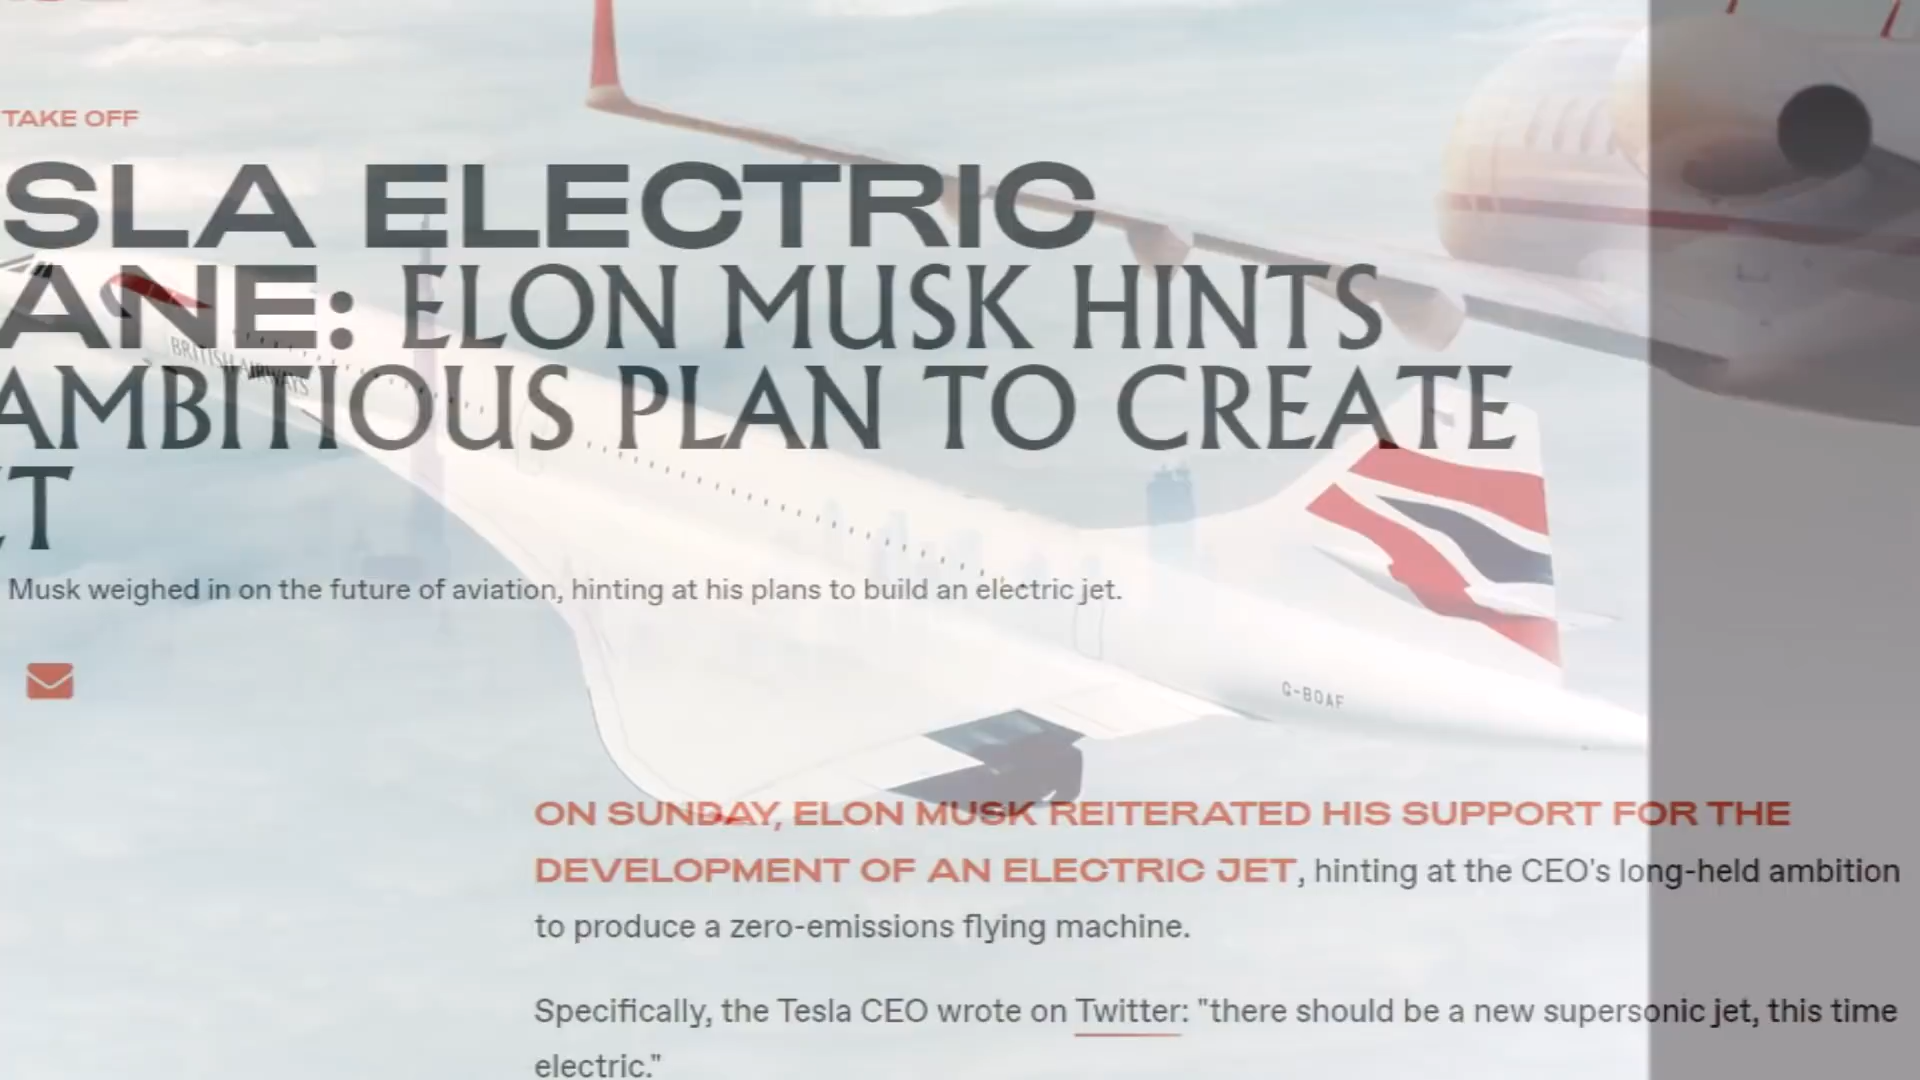 TAKE OFF
SLA ELECTRIC
ANE: ELON MUSK HINTS
AMBITIOUS PLAN TO CREATE
ET
BRITISH AIRWAYS
Musk weighed in on the future of aviation, hinting at his plans to build an electric jet.
G-BOAF
ON SUNDAY, ELON MUSK REITERATED HIS SUPPORT FOR THE
DEVELOPMENT OF AN ELECTRIC JET, hinting at the CEO's long-held ambition
to produce a zero-emissions flying machine.
Specifically, the Tesla CEO wrote on Twitter: "there should be a new supersonic jet, this time
electric."